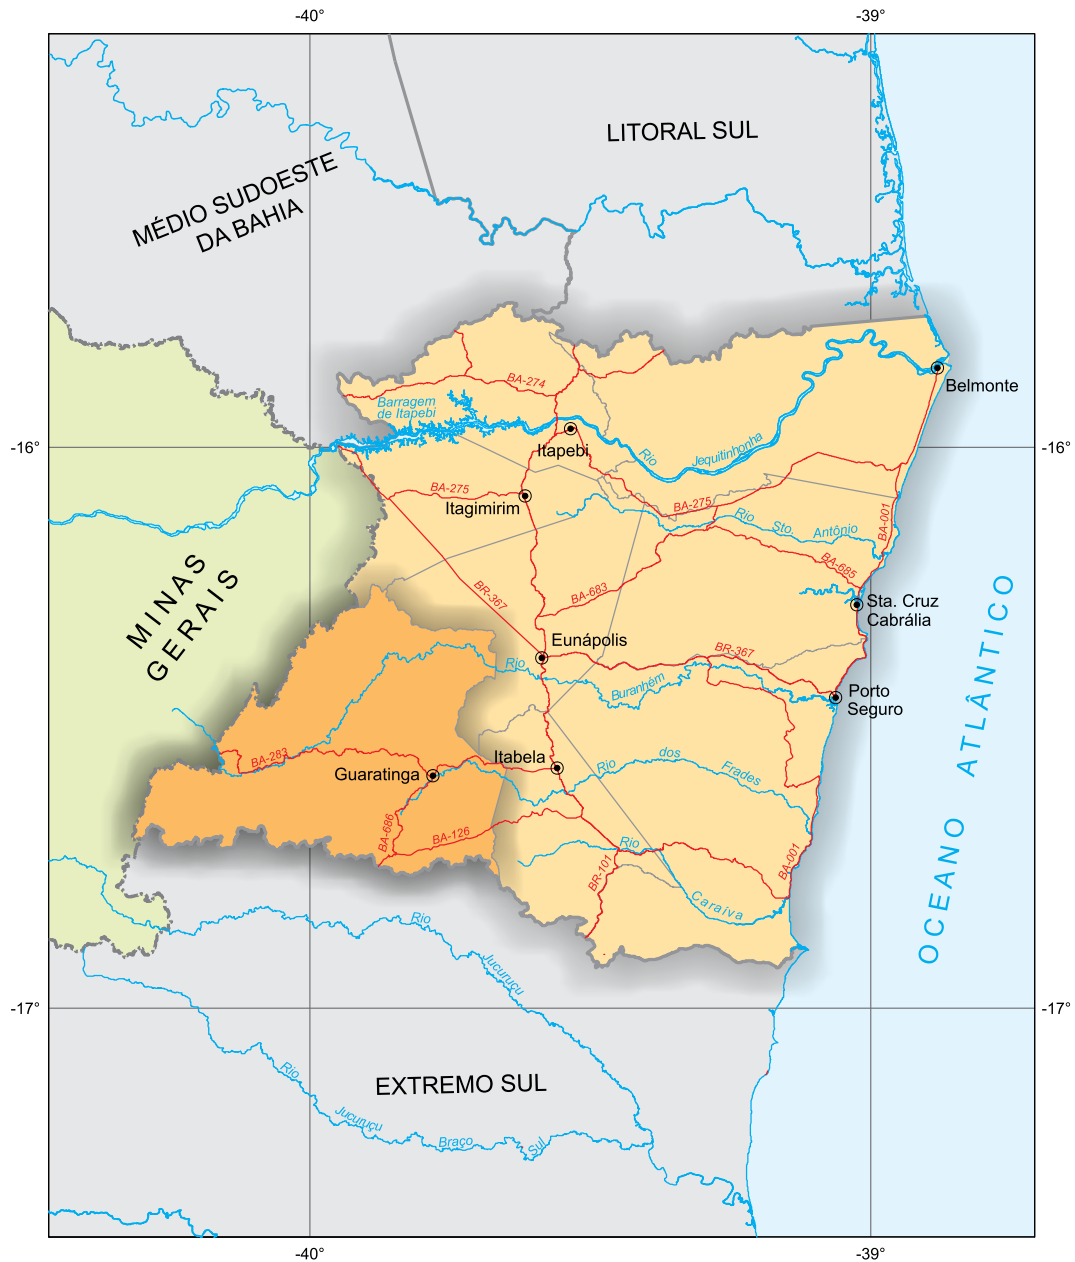 -40°
-39°
LITORAL SUL
MÉDIO SUDOESTE
DA BAHIA
BA-274
Barragem
de Itapebi
Belmonte
-16°
-16°
Itapebi
Rio
Jequitinhonha
BA-275
Itagimirim
BA-275
Rio
Sto.
Antônio
BA-001
MINAS
GERAIS
BR-367
BA-683
BA-685
Sta. Cruz
Cabrália
Eunápolis
BR-367
Rio
Buranhém
Porto
Seguro
OCEANO ATLÂNTICO
BA-283
Guaratinga
Itabela
Rio
dos
Frades
BA-686
BA-126
Rio
BR-101
BA-001
Caraíva
Rio
Jucuruçu
-17°
-17°
Rio
Jucuruçu
Braço
Sul
EXTREMO SUL
-40°
-39°